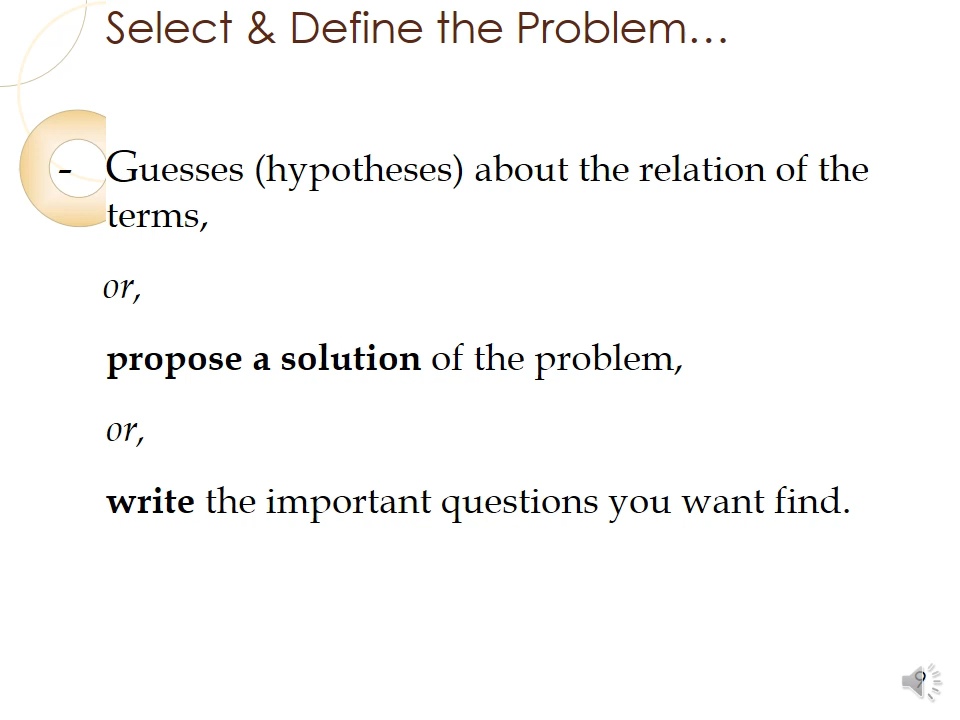 Select & Define the Problem...
- Guesses (hypotheses) about the relation of the
terms,
or,
propose a solution of the problem,
or,
write the important questions you want find.